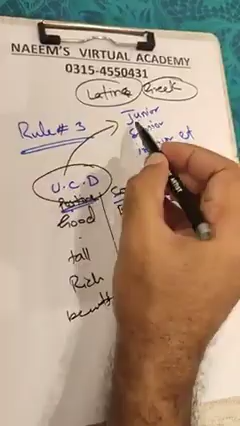 NAEEM'S VIRTUAL ACADEMY
0315-4550431
Latin & Greek
Rule# 3
Junior
U.C.D
Positive
Good
tall
Rich